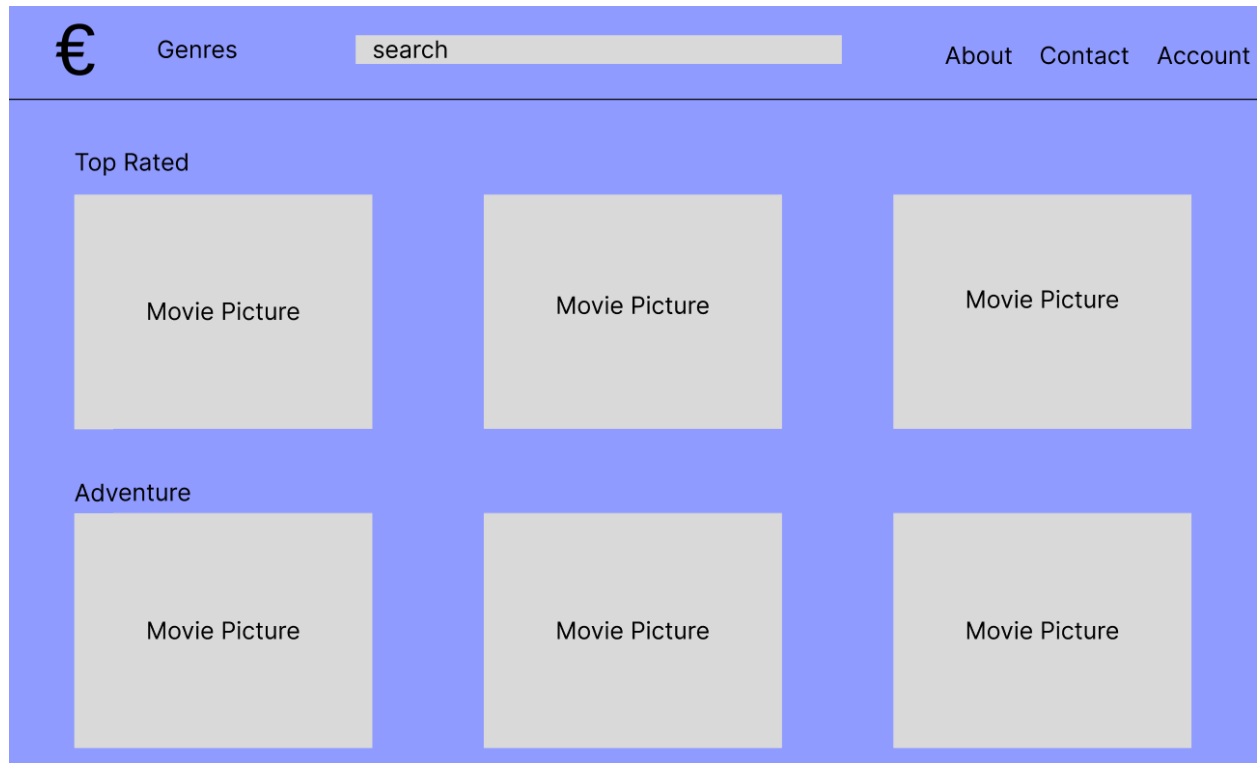 € Genres search About Contact Account
Top Rated
Movie Picture Movie Picture Movie Picture
Adventure
Movie Picture Movie Picture Movie Picture